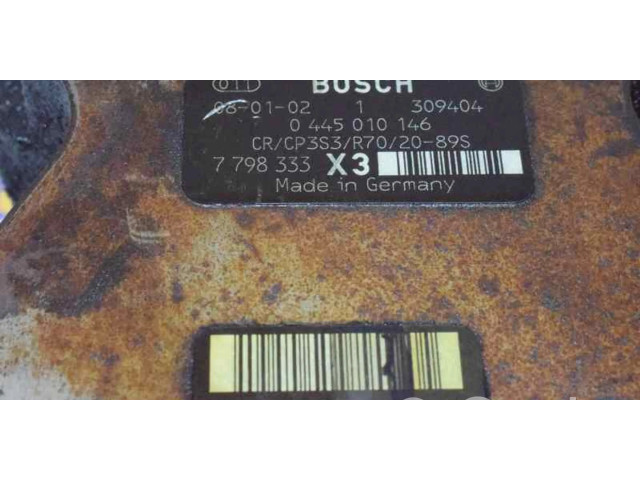 BOSCH
08-01-02 1 309404
0 445 010 146
CR/CP3S3/R70/20-89S
7 798 333 X3
Made in Germany